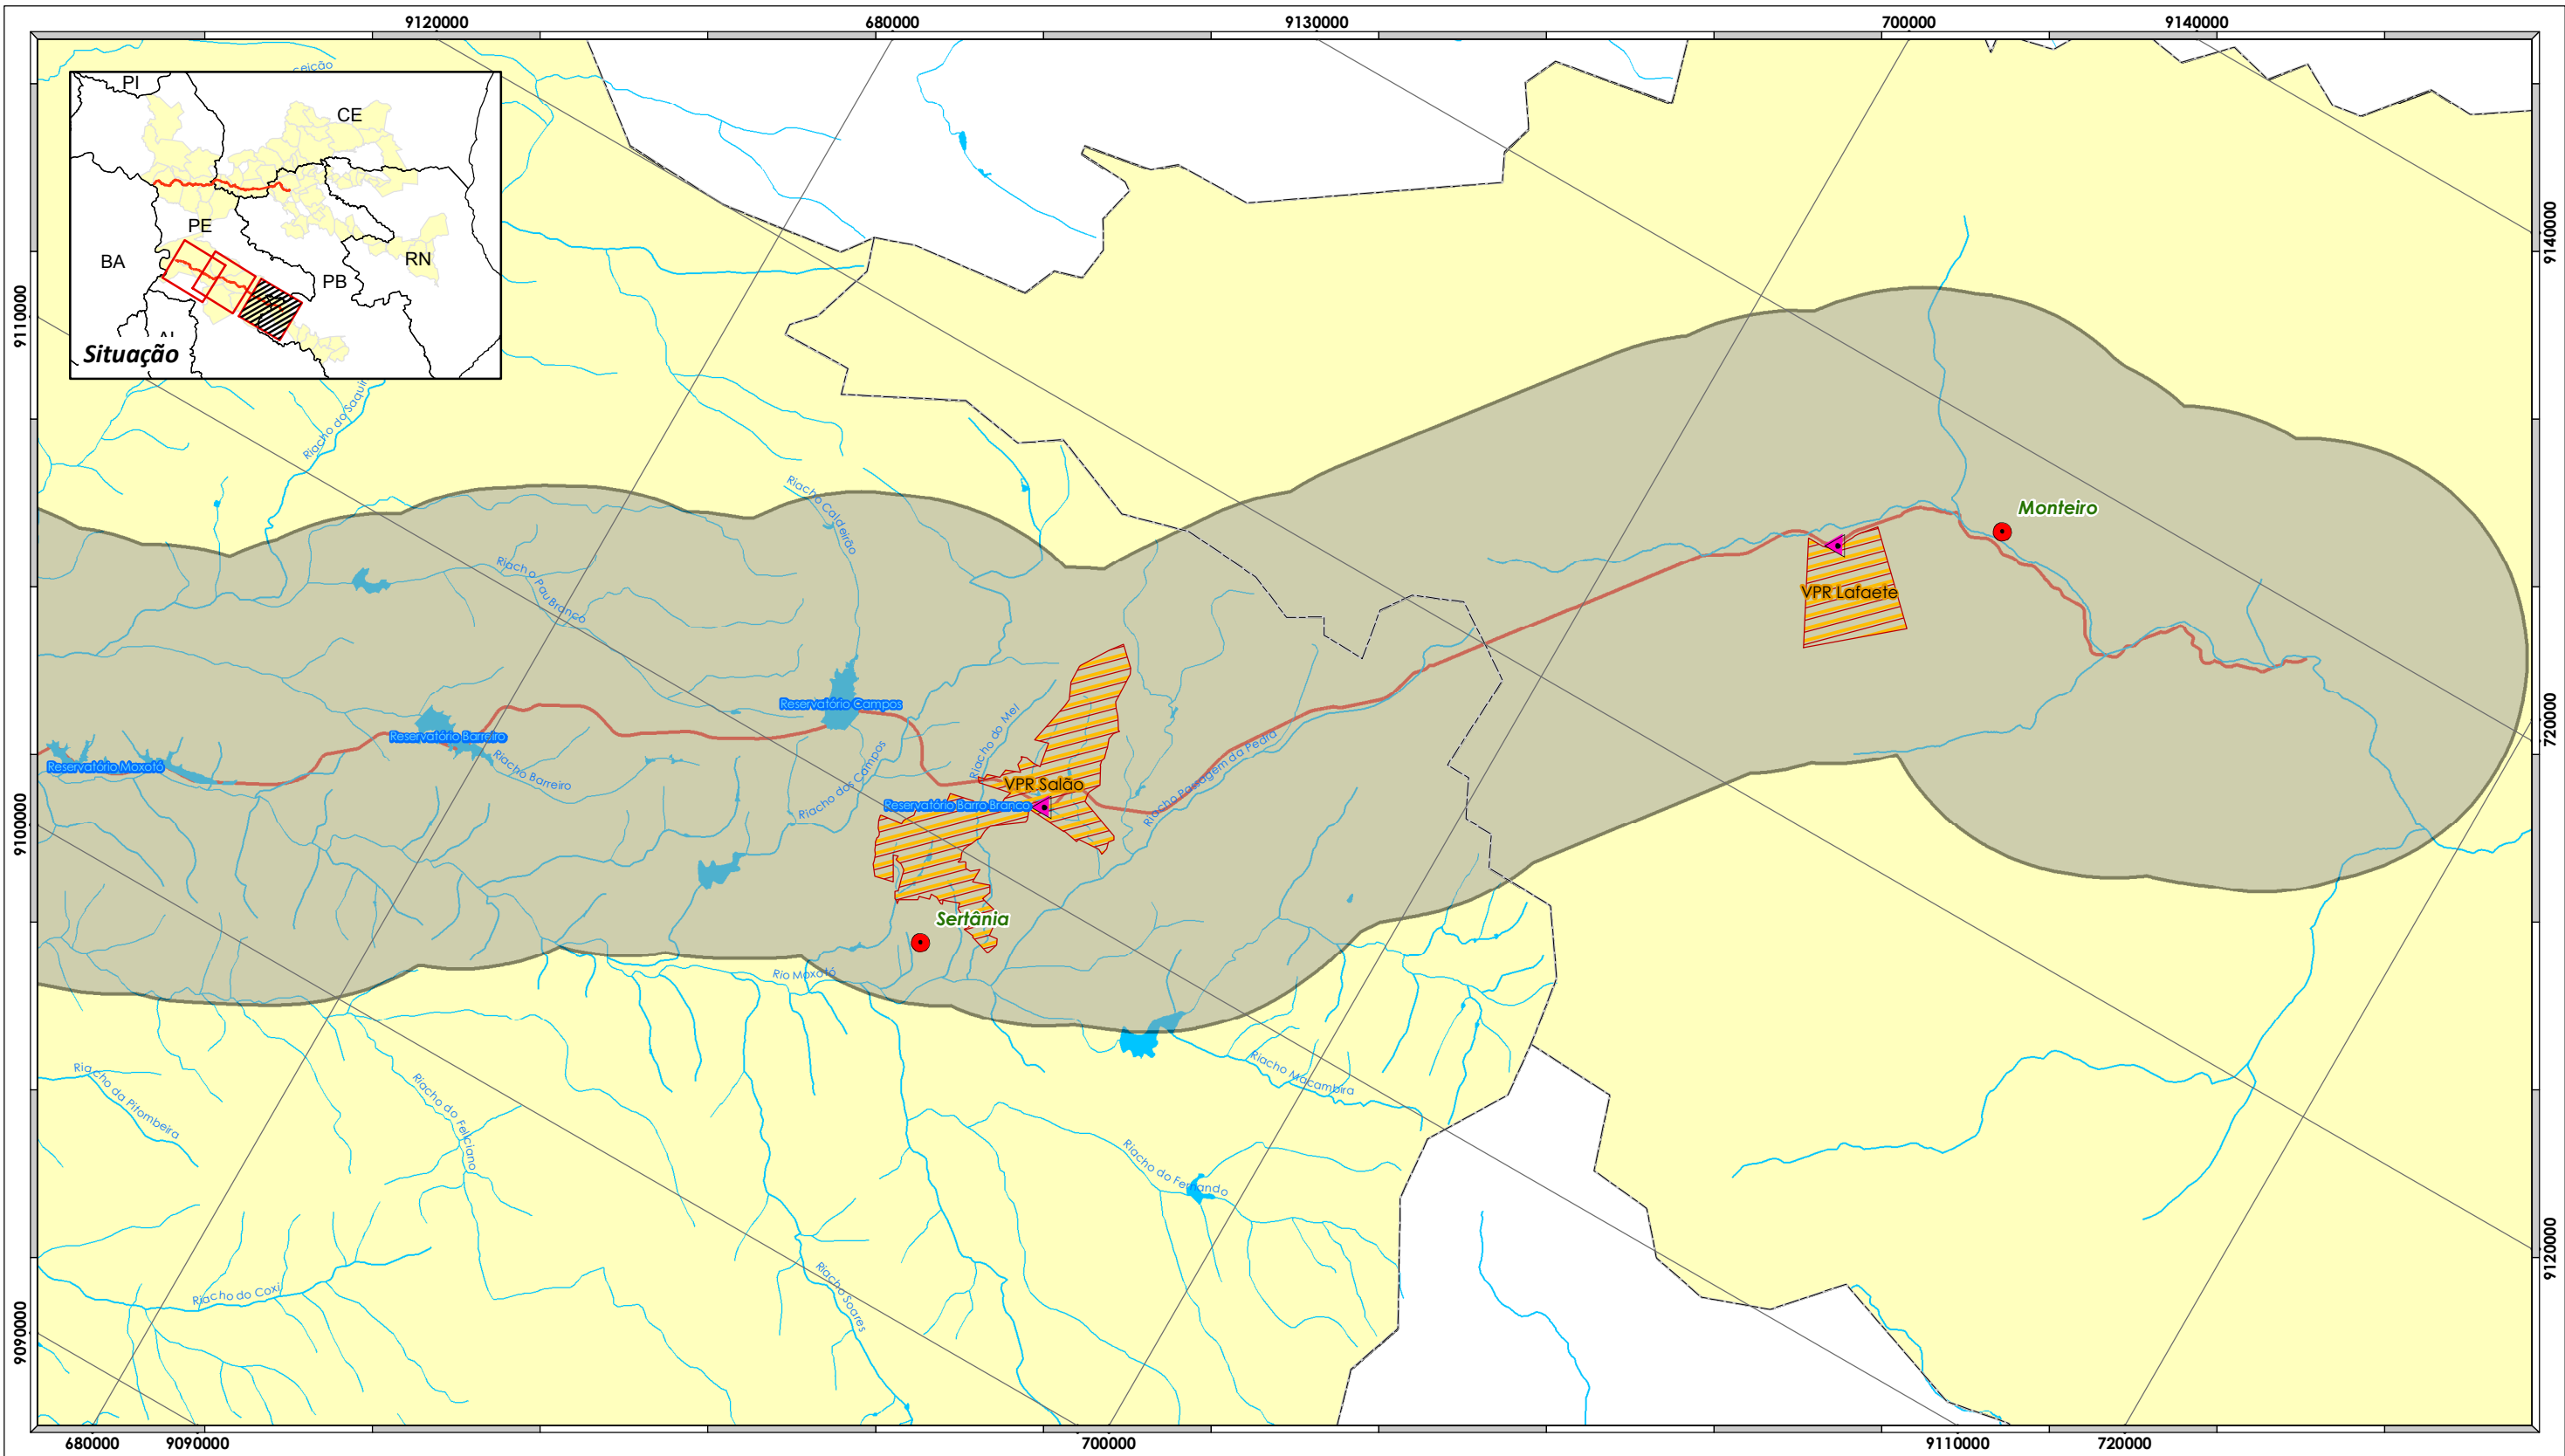 9120000
680000
9130000
700000
9140000
PI
CE
PE
BA
PB
RN
Situação
9110000
9140000
Riacho Caldeirão
Monteiro
Riacho Pau Branco
VPR Lafaete
Reservatório Campos
Riacho do Mel
Reservatório Barreiro
Riacho Passagem da Pedra
720000
Reservatório Moxotó
Riacho Barreiro
Riacho dos Campos
VPR Salão
Reservatório Barro Branco
9100000
Sertânia
Rio Moxotó
Riacho Macambira
Riacho da Pitombeira
Riacho do Feliciano
Riacho do Fernando
9120000
Riacho do Coxi
Riacho Soares
9090000
680000
9090000
700000
9110000
720000